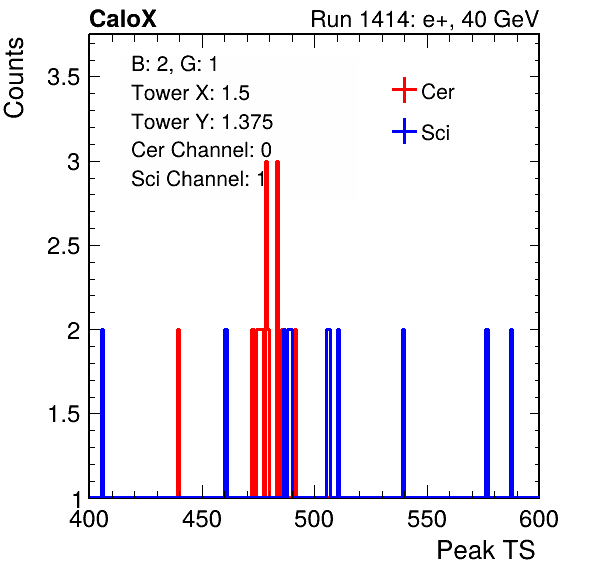 CaloX
Run 1414: e+, 40 GeV
Counts
B: 2, G: 1
Tower X: 1.5
Tower Y: 1.375
Cer Channel: 0
Sci Channel: 1
Cer
Sci
3.5
3
2.5
2
1.5
1
400
450
500
550
600
Peak TS